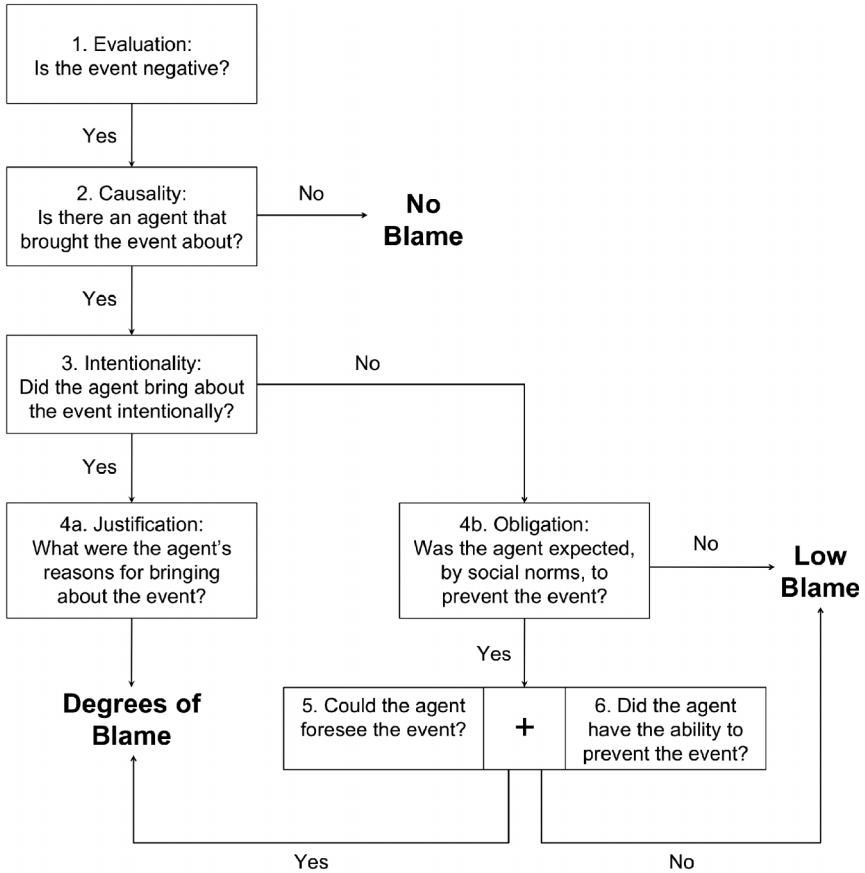 1. Evaluation:
Is the event negative?
Yes
2. Causality:
Is there an agent that
brought the event about?
No
No
Blame
Yes
3. Intentionality:
Did the agent bring about
the event intentionally?
No
Yes
4a. Justification:
What were the agent's
reasons for bringing
about the event?
4b. Obligation:
Was the agent expected,
by social norms, to
prevent the event?
No
Low
Blame
Yes
Degrees of
Blame
5. Could the agent
foresee the event?
+
6. Did the agent
have the ability to
prevent the event?
Yes
No